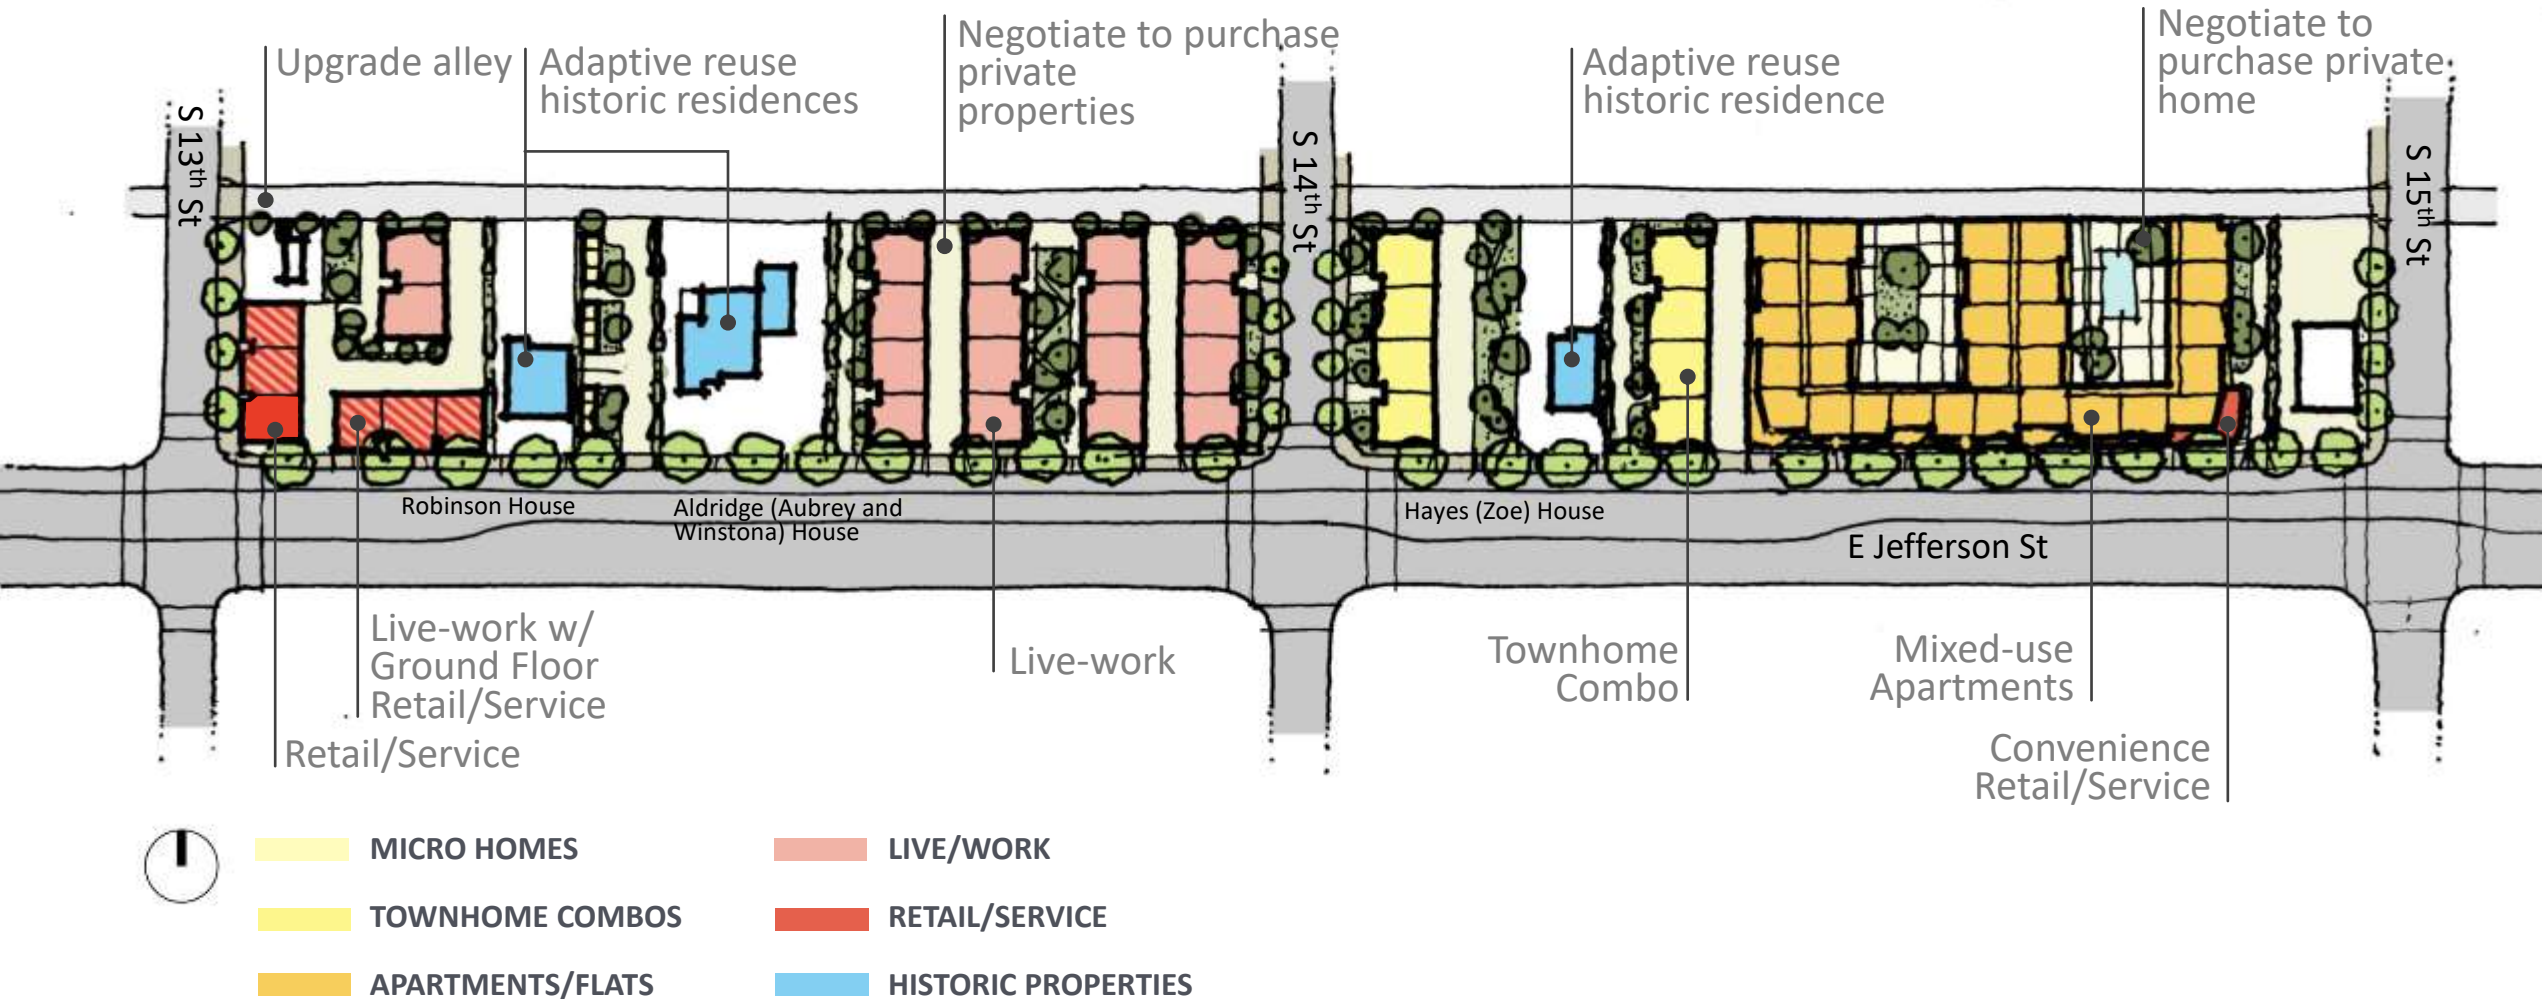 Upgrade alley
Adaptive reuse
historic residences
Negotiate to purchase
private
properties
Adaptive reuse
historic residence
Negotiate to
purchase private
home
S 13th St
S 14th St
S 15th St
Robinson House
Aldridge (Aubrey and
Winstona) House
Hayes (Zoe) House
E Jefferson St
Live-work w/
Ground Floor
Retail/Service
Retail/Service
Live-work
Townhome
Combo
Mixed-use
Apartments
Convenience
Retail/Service
MICRO HOMES
LIVE/WORK
TOWNHOME COMBOS
RETAIL/SERVICE
APARTMENTS/FLATS
HISTORIC PROPERTIES